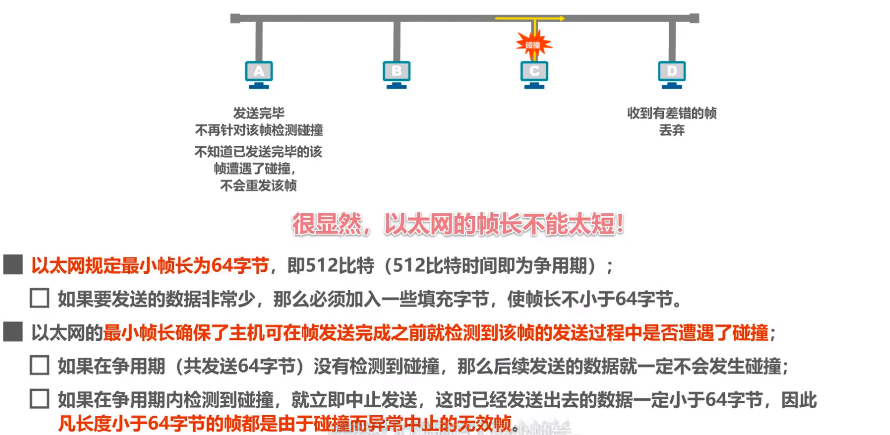 碰撞
A
B
C
D
发送完毕
不再针对该帧检测碰撞
不知道已发送完毕的该
帧遭遇了碰撞，
不会重发该帧
收到有差错的帧
丢弃
很显然，以太网的帧长不能太短！
以太网规定最小帧长为64字节，即512比特（512比特时间即为争用期）；
如果要发送的数据非常少，那么必须加入一些填充字节，使帧长不小于64字节。
以太网的最小帧长确保了主机可在帧发送完成之前就检测到该帧的发送过程中是否遭遇了碰撞；
如果在争用期（共发送64字节）没有检测到碰撞，那么后续发送的数据就一定不会发生碰撞；
如果在争用期内检测到碰撞，就立即中止发送，这时已经发送出去的数据一定小于64字节，因此
凡长度小于64字节的帧都是由于碰撞而异常中止的无效帧。